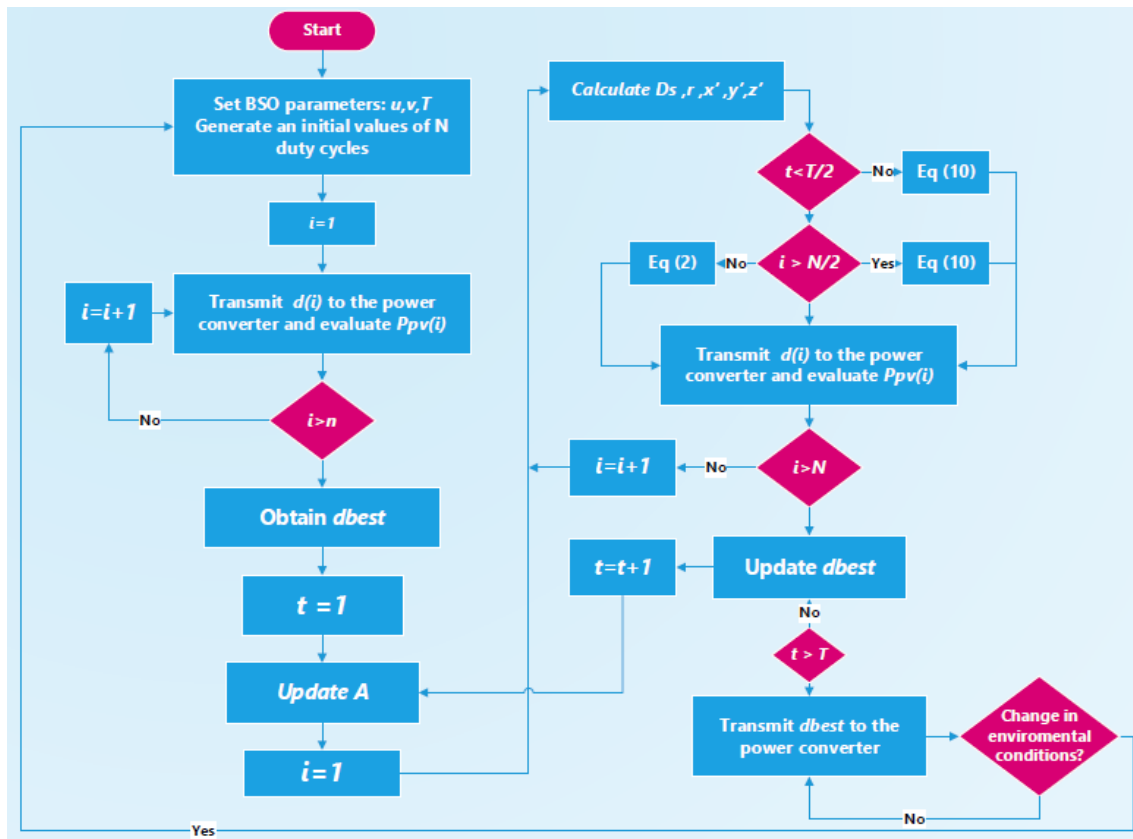 Start
Set BSO parameters: u,v,T
Generate an initial values of N
duty cycles
i=1
Transmit d(i) to the power
converter and evaluate Ppv(i)
i=i+1
i>n
No
Obtain dbest
t =1
Update A
i=1
Calculate Ds ,r ,x’ ,y’,z’
t<T/2
No
Eq (10)
i > N/2
No
Eq (2)
Yes
Eq (10)
Transmit d(i) to the power
converter and evaluate Ppv(i)
i>N
No
i=i+1
Update dbest
t=t+1
No
t > T
Transmit dbest to the
power converter
Change in
enviromental
conditions?
No
Yes